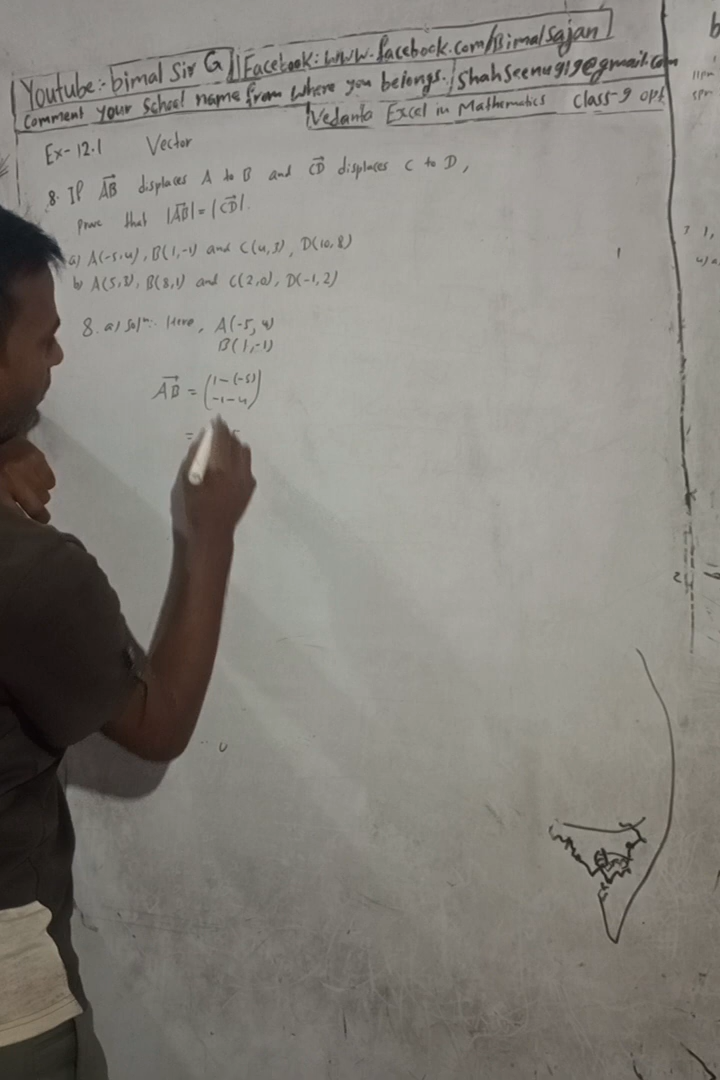 Youtube:- bimal Sir G Facebook: www.facebook.com/Bimalsajan
Comment your School name from where you belongs. /Shahseenu919@gmail.com
Vedanta Excel in Mathematics Class-9 opt
Ex-12.1 Vector
8. If AB displaces A to B and CD displaces C to D,
Prove that |AB| = |CD|.
a) A(-5,4), B(1,-1) and C(4,3), D(10,8)
b) A(5,3), B(8,1) and C(2,0), D(-1,2)
8. a) Solⁿ:- Here, A(-5, 4)
B(1,-1)
AB = (1-(-5)
-1-4)
=